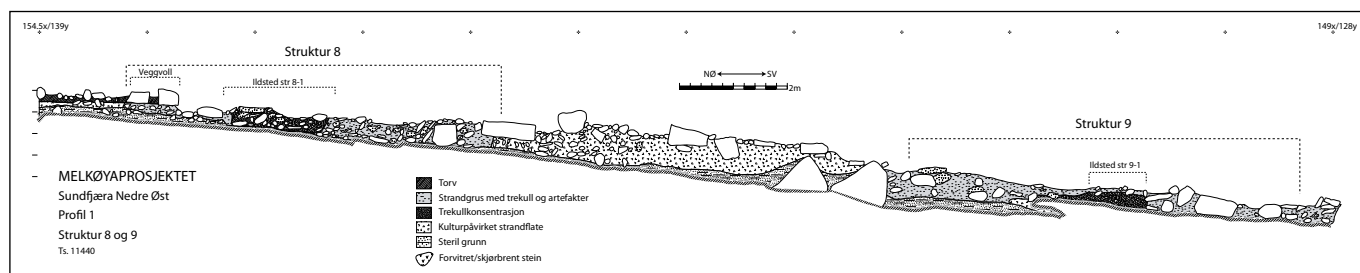 154.5x/139y
149x/128y
Struktur 8
Veggvoll
Ildsted str 8-1
NØ SV
2m
Struktur 9
Ildsted str 9-1
MELKØYAPROSJEKTET
Sundfjæra Nedre Øst
Profil 1
Struktur 8 og 9
Ts. 11440
Torv
Strandgrus med trekull og artefakter
Trekullkonsentrasjon
Kulturpåvirket strandflate
Steril grunn
Forvitret/skjørbrent stein